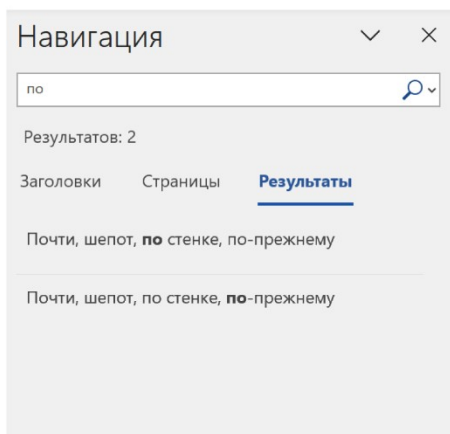 Навигация
по
Результатов: 2
Заголовки Страницы Результаты
Почти, шепот, по стенке, по-прежнему
Почти, шепот, по стенке, по-прежнему